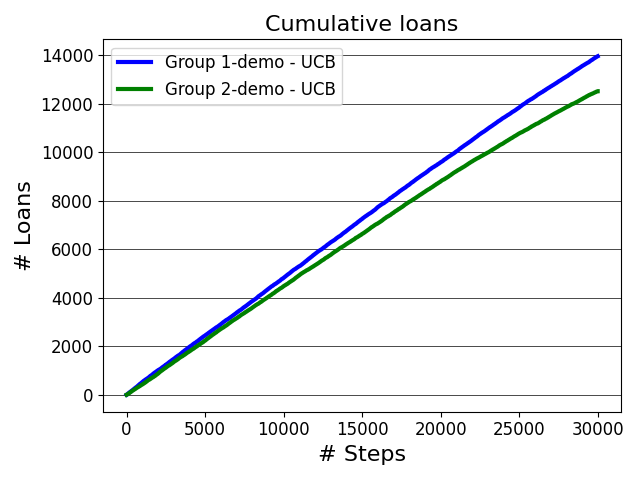 Cumulative loans
Group 1-demo - UCB
Group 2-demo - UCB
# Loans
14000
12000
10000
8000
6000
4000
2000
0
0 5000 10000 15000 20000 25000 30000
# Steps